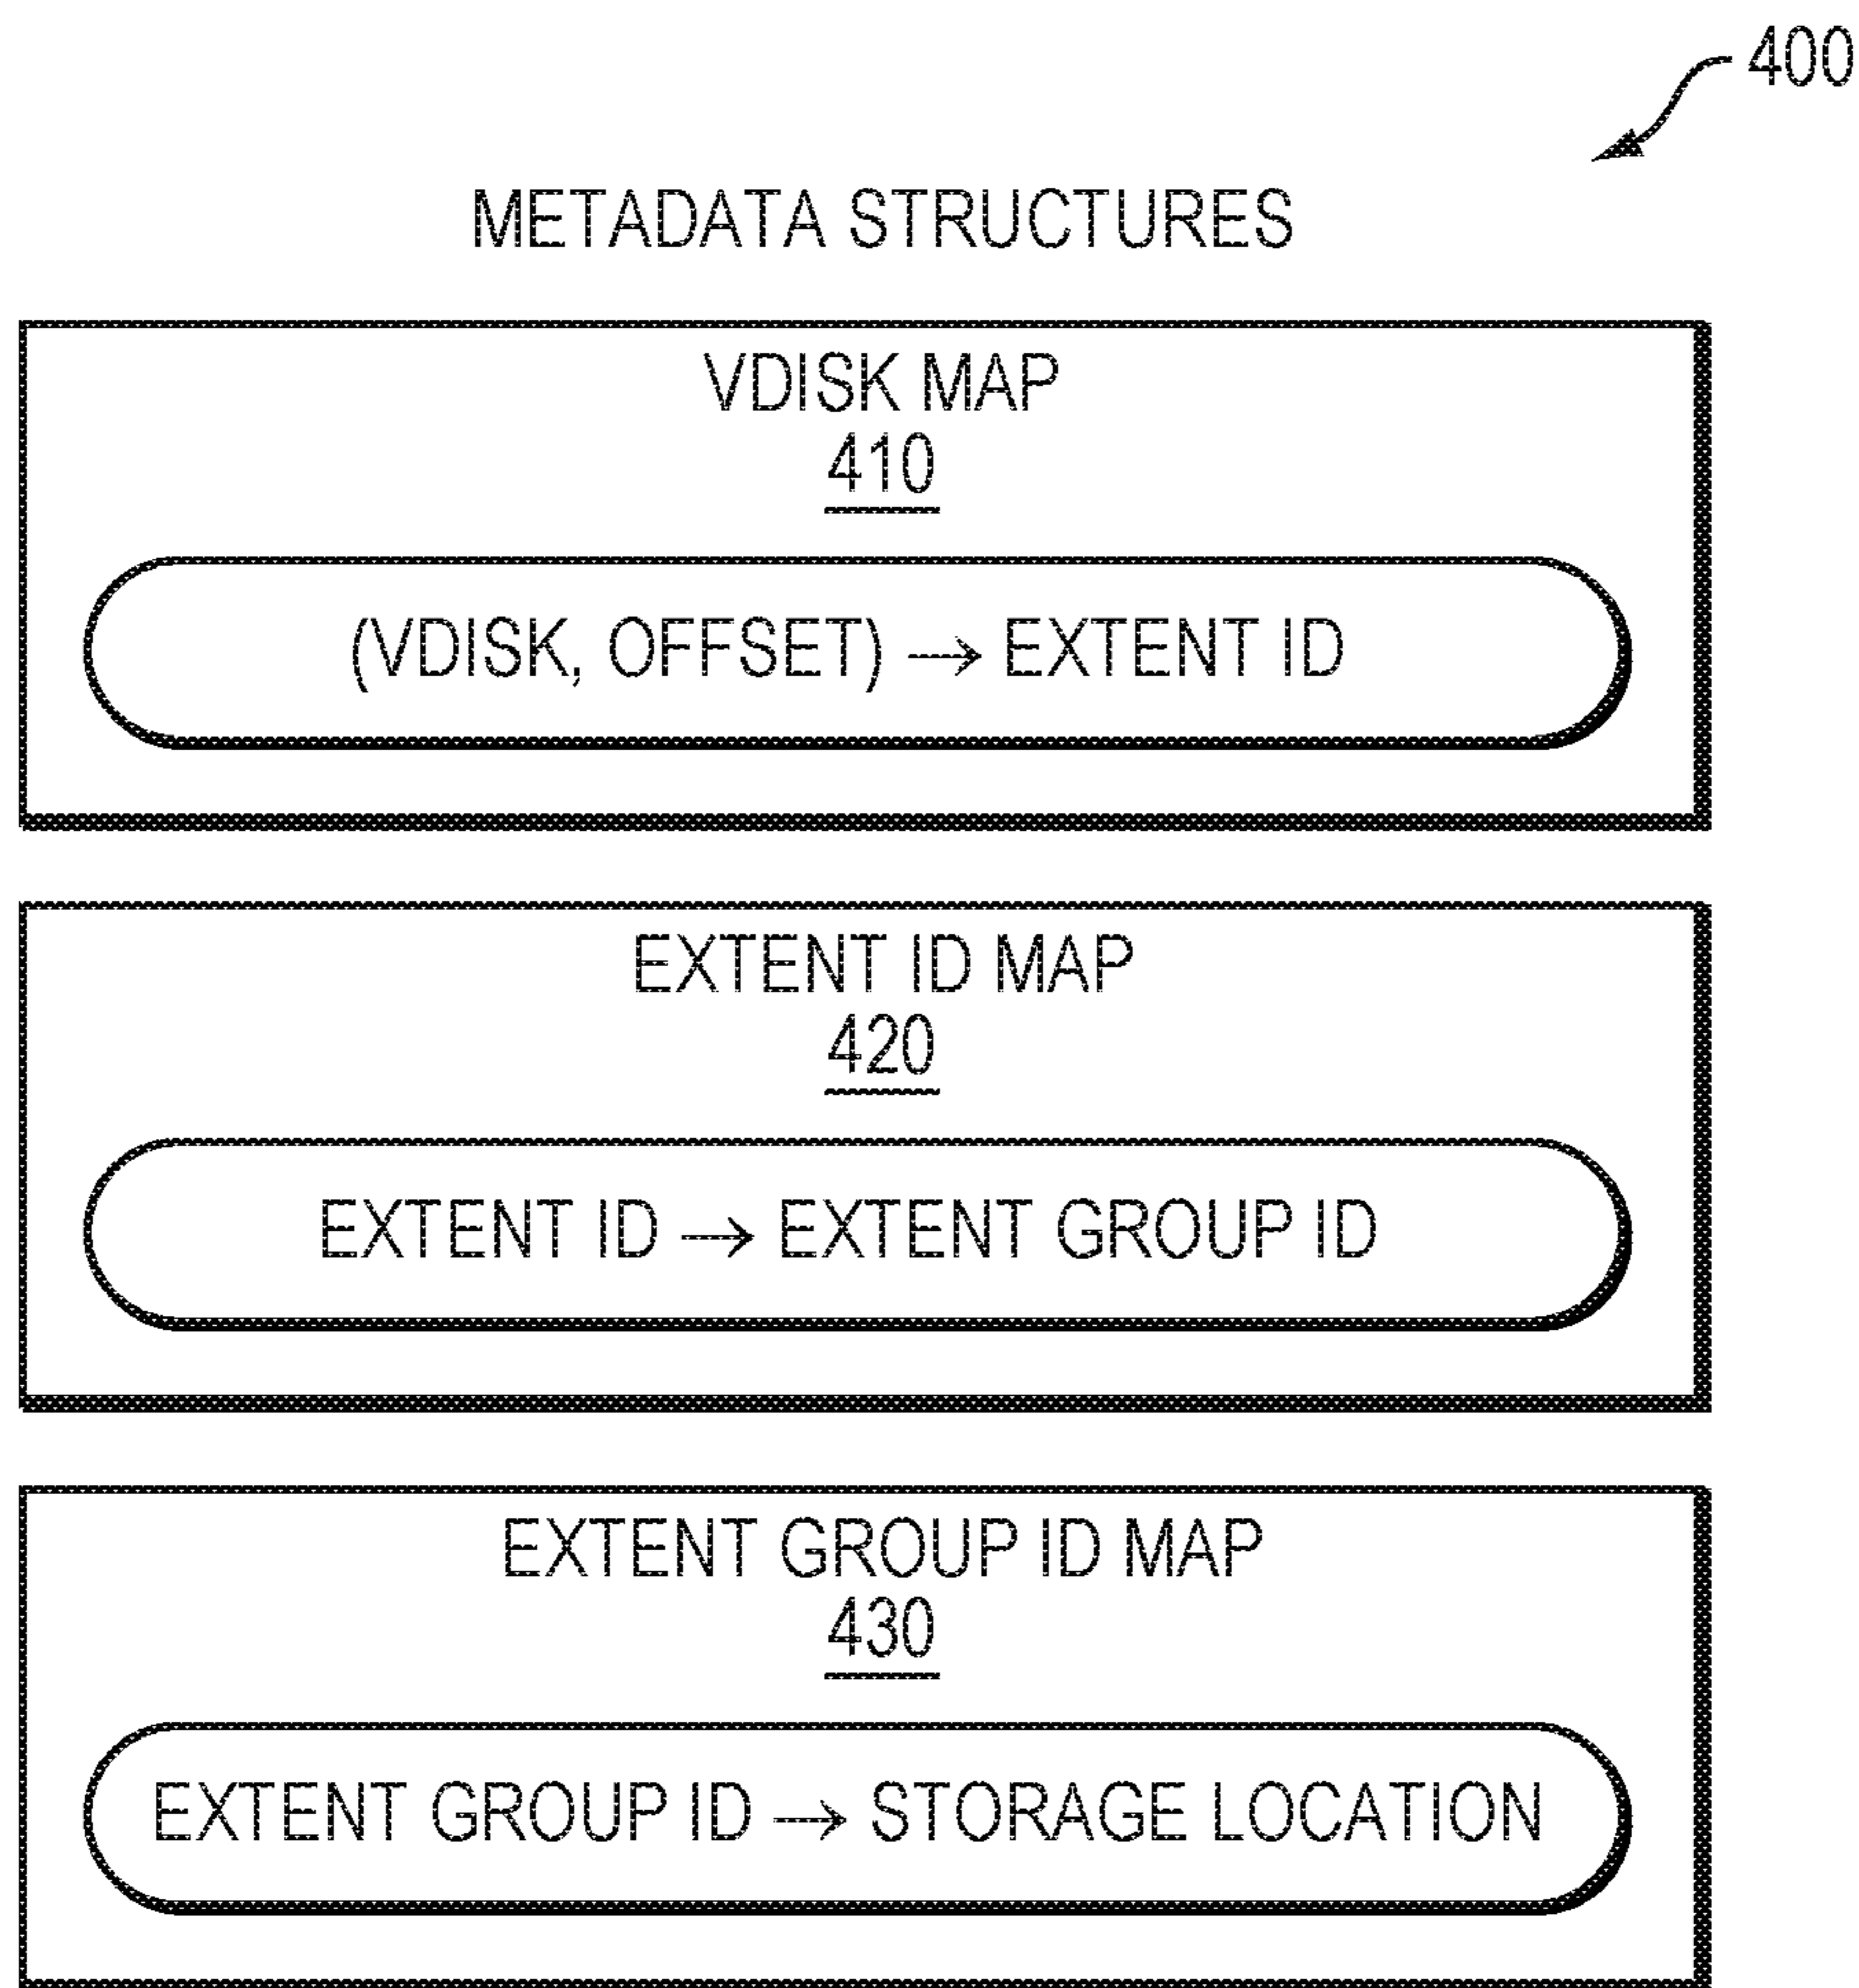 400
METADATA STRUCTURES
VDISK MAP
410
(VDISK, OFFSET) → EXTENT ID
EXTENT ID MAP
420
EXTENT ID → EXTENT GROUP ID
EXTENT GROUP ID MAP
430
EXTENT GROUP ID → STORAGE LOCATION